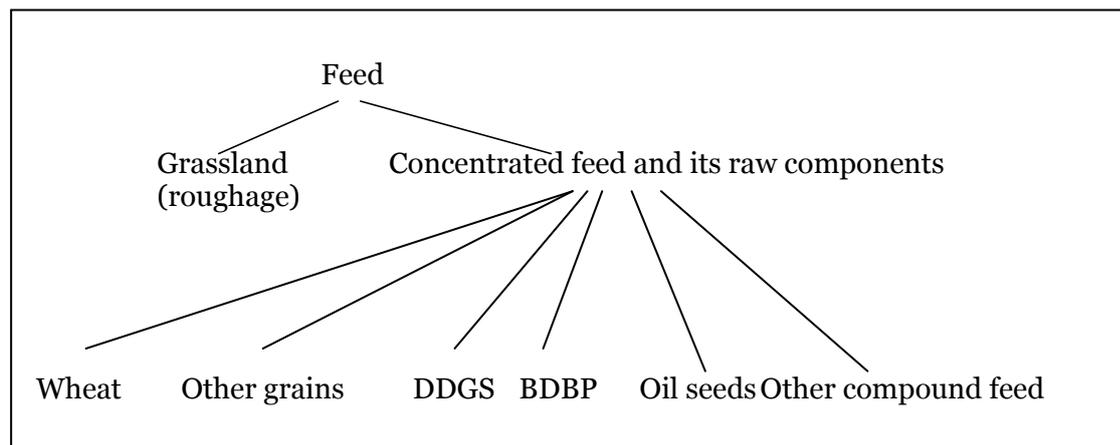 Feed
Grassland
(roughage)
Concentrated feed and its raw components
Wheat
Other grains
DDGS
BDBP
Oil seeds
Other compound feed